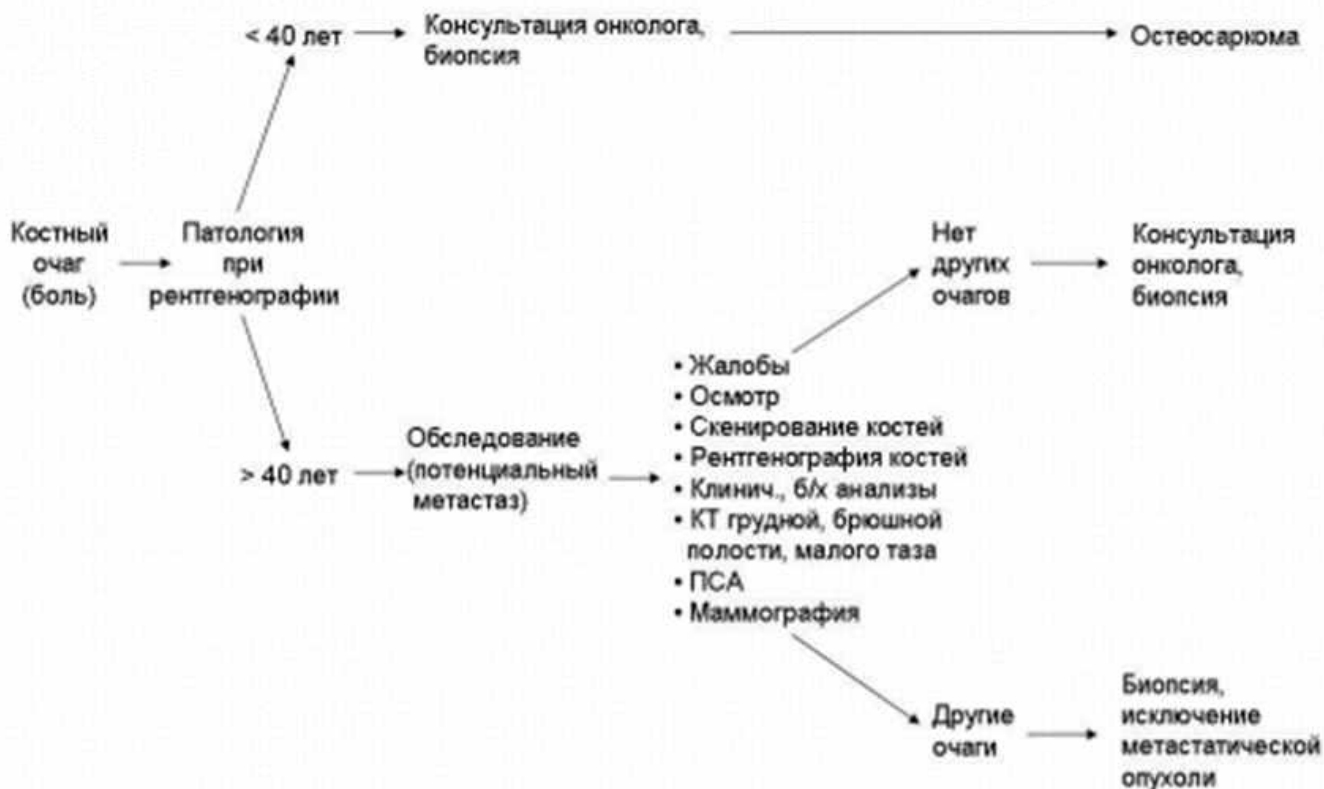 < 40 лет
Консультация онколога,
биопсия
Остеосаркома
Костный
очаг
(боль)
Патология
при
рентгенографии
Нет
других
очагов
Консультация
онколога,
биопсия
> 40 лет
Обследование
(потенциальный
метастаз)
• Жалобы
• Осмотр
• Скенирование костей
• Рентгенография костей
• Клинич., б/х анализы
• КТ грудной, брюшной
полости, малого таза
• ПСА
• Маммография
Другие
очаги
Биопсия,
исключение
метастатической
опухоли